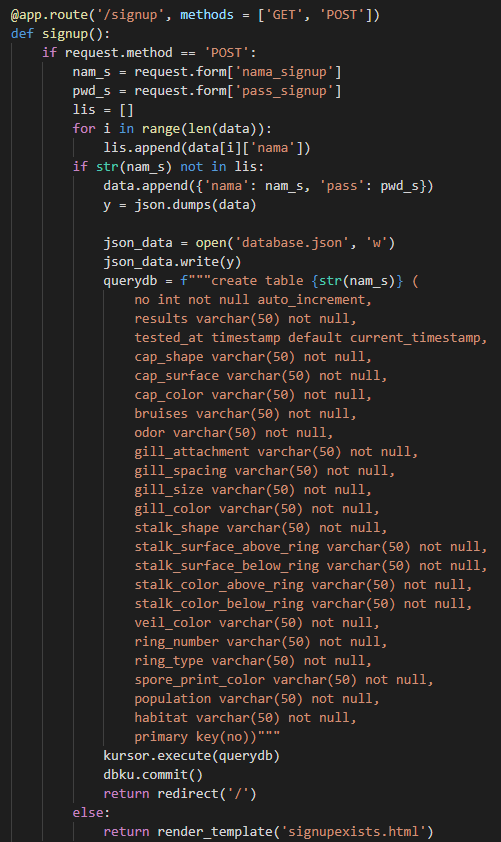 @app.route('/signup', methods = ['GET', 'POST'])
def signup():
    if request.method == 'POST':
        nam_s = request.form['nama_signup']
        pwd_s = request.form['pass_signup']
        lis = []
        for i in range(len(data)):
            lis.append(data[i]['nama'])
        if str(nam_s) not in lis:
            data.append({'nama': nam_s, 'pass': pwd_s})
            y = json.dumps(data)

            json_data = open('database.json', 'w')
            json_data.write(y)
            querydb = f"""create table {str(nam_s)} (
                no int not null auto_increment,
                results varchar(50) not null,
                tested_at timestamp default current_timestamp,
                cap_shape varchar(50) not null,
                cap_surface varchar(50) not null,
                cap_color varchar(50) not null,
                bruises varchar(50) not null,
                odor varchar(50) not null,
                gill_attachment varchar(50) not null,
                gill_spacing varchar(50) not null,
                gill_size varchar(50) not null,
                gill_color varchar(50) not null,
                stalk_shape varchar(50) not null,
                stalk_surface_above_ring varchar(50) not null,
                stalk_surface_below_ring varchar(50) not null,
                stalk_color_above_ring varchar(50) not null,
                stalk_color_below_ring varchar(50) not null,
                veil_color varchar(50) not null,
                ring_number varchar(50) not null,
                ring_type varchar(50) not null,
                spore_print_color varchar(50) not null,
                population varchar(50) not null,
                habitat varchar(50) not null,
                primary key(no))"""
            kursor.execute(querydb)
            dbku.commit()
            return redirect('/')
        else:
            return render_template('signupexists.html')